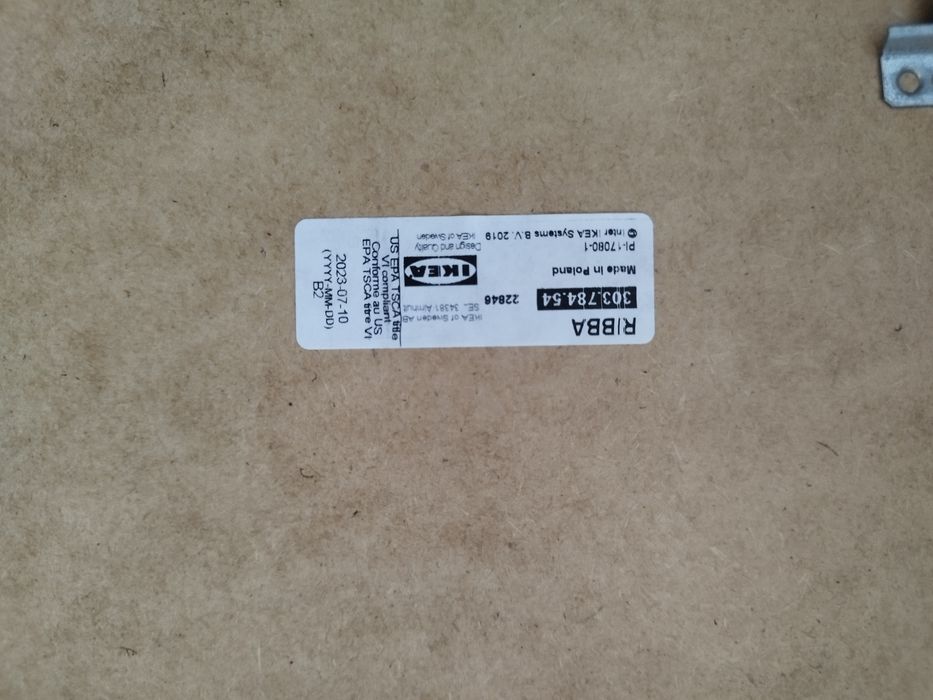 RIBBA
303.784.54
Made in Poland
PI-17080-1
© Inter IKEA Systems B.V. 2019
22846
IKEA of Sweden AB
SE- 34381 Älmhult
IKEA
Design and Quality
IKEA of Sweden
US EPA TSCA title
VI compliant
Conforme au US
EPA TSCA titre VI
2023-07-10
(YYYY-MM-DD)
B2